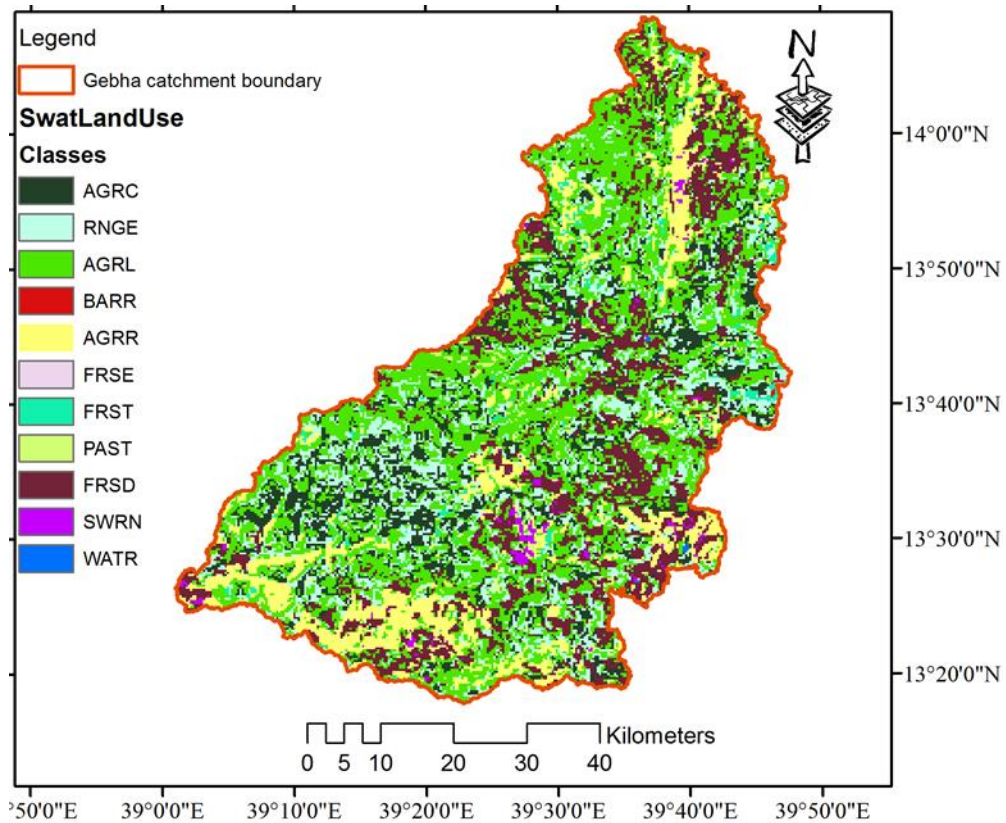 Legend
Gebha catchment boundary
SwatLandUse
Classes
AGRC
RNGE
AGRL
BARR
AGRR
FRSE
FRST
PAST
FRSD
SWRN
WATR
N
14°0'0"N
13°50'0"N
13°40'0"N
13°30'0"N
13°20'0"N
Kilometers
0 5 10 20 30 40
39°0'0"E 39°10'0"E 39°20'0"E 39°30'0"E 39°40'0"E 39°50'0"E